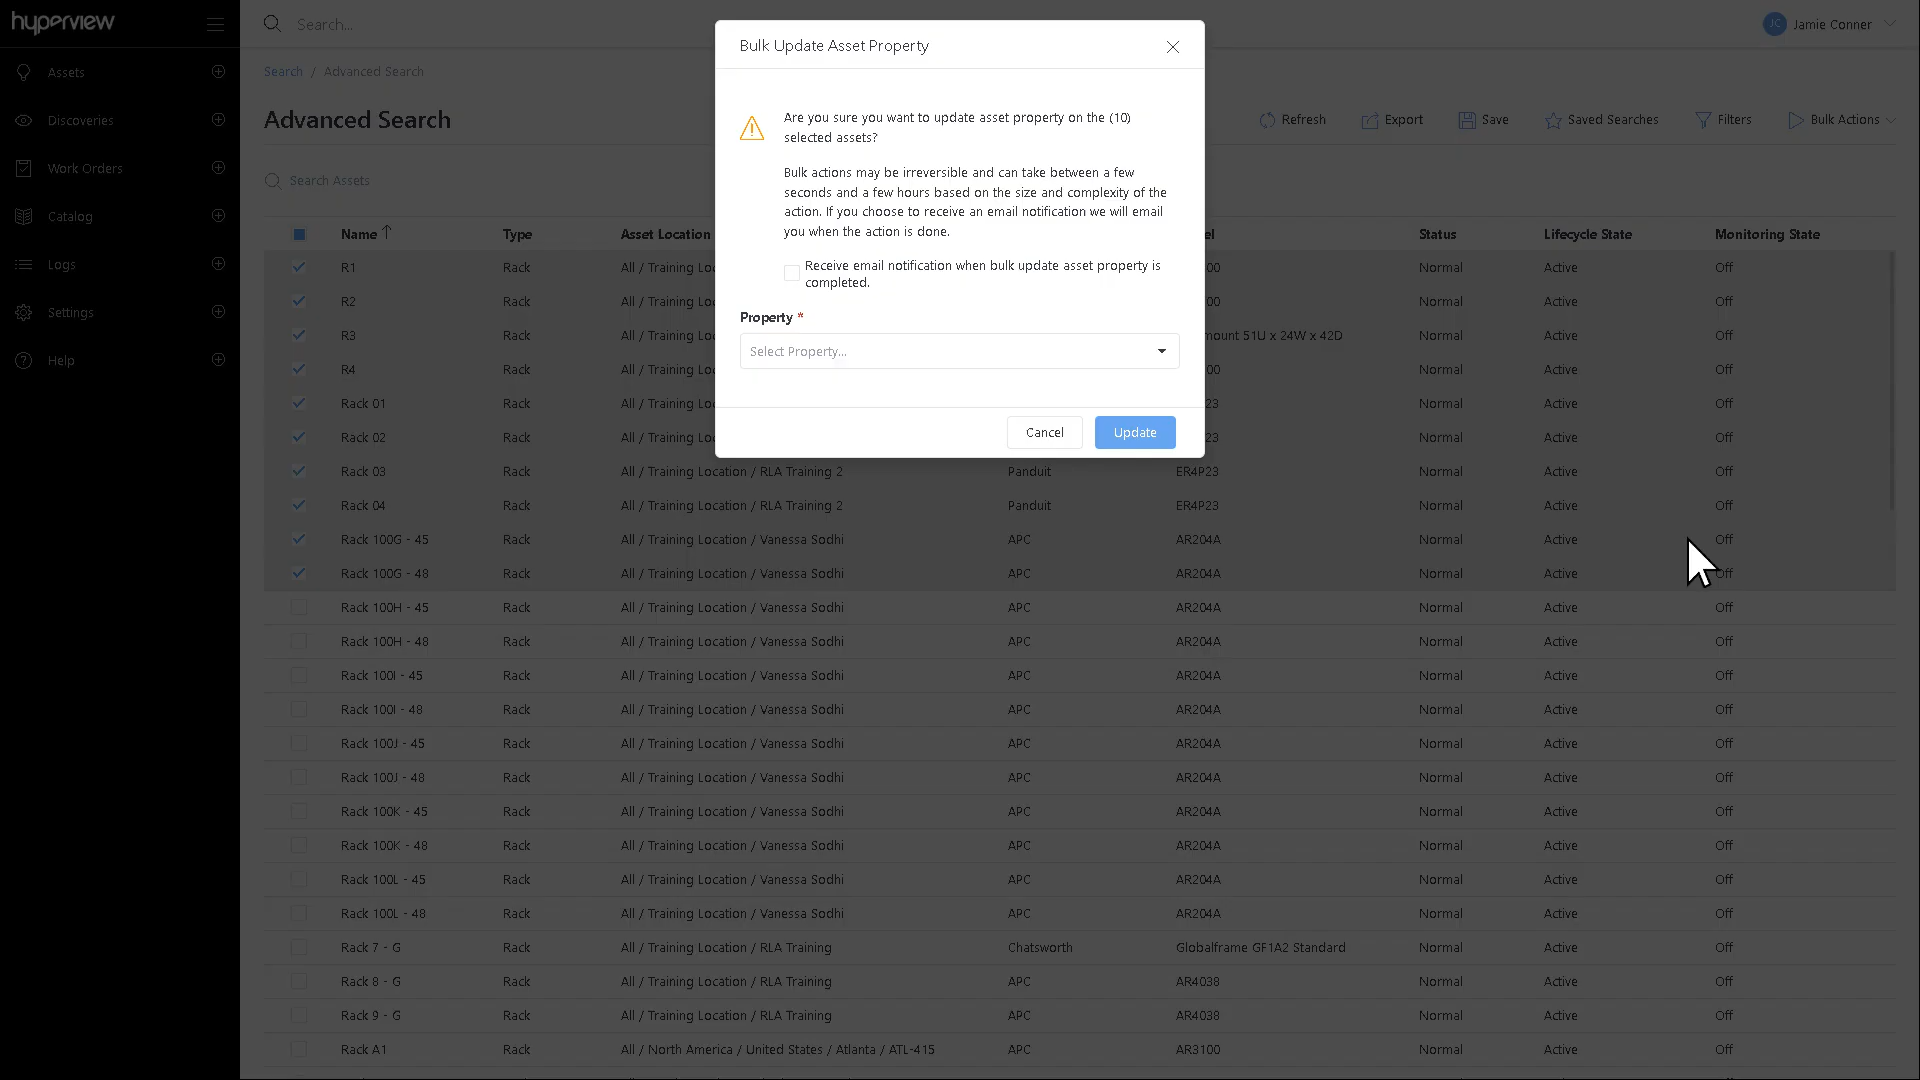 hyperview
Search...
JC Jamie Conner
Assets
Discoveries
Work Orders
Catalog
Logs
Settings
Help
Search / Advanced Search
Advanced Search
Refresh
Export
Save
Saved Searches
Filters
Bulk Actions
Search Assets
Bulk Update Asset Property
Are you sure you want to update asset property on the (10)
selected assets?
Bulk actions may be irreversible and can take between a few
seconds and a few hours based on the size and complexity of the
action. If you choose to receive an email notification we will email
you when the action is done.
Receive email notification when bulk update asset property is
completed.
Property *
Select Property...
Cancel Update
Name Type Asset Location el Status Lifecycle State Monitoring State
R1 Rack All / Training Lo 00 Normal Active Off
R2 Rack All / Training Lo 00 Normal Active Off
R3 Rack All / Training Lo mount 51U x 24W x 42D Normal Active Off
R4 Rack All / Training Lo 00 Normal Active Off
Rack 01 Rack All / Training Lo 23 Normal Active Off
Rack 02 Rack All / Training Lo 23 Normal Active Off
Rack 03 Rack All / Training Location / RLA Training 2 Panduit ER4P23 Normal Active Off
Rack 04 Rack All / Training Location / RLA Training 2 Panduit ER4P23 Normal Active Off
Rack 100G - 45 Rack All / Training Location / Vanessa Sodhi APC AR204A Normal Active Off
Rack 100G - 48 Rack All / Training Location / Vanessa Sodhi APC AR204A Normal Active Off
Rack 100H - 45 Rack All / Training Location / Vanessa Sodhi APC AR204A Normal Active Off
Rack 100H - 48 Rack All / Training Location / Vanessa Sodhi APC AR204A Normal Active Off
Rack 100I - 45 Rack All / Training Location / Vanessa Sodhi APC AR204A Normal Active Off
Rack 100I - 48 Rack All / Training Location / Vanessa Sodhi APC AR204A Normal Active Off
Rack 100J - 45 Rack All / Training Location / Vanessa Sodhi APC AR204A Normal Active Off
Rack 100J - 48 Rack All / Training Location / Vanessa Sodhi APC AR204A Normal Active Off
Rack 100K - 45 Rack All / Training Location / Vanessa Sodhi APC AR204A Normal Active Off
Rack 100K - 48 Rack All / Training Location / Vanessa Sodhi APC AR204A Normal Active Off
Rack 100L - 45 Rack All / Training Location / Vanessa Sodhi APC AR204A Normal Active Off
Rack 100L - 48 Rack All / Training Location / Vanessa Sodhi APC AR204A Normal Active Off
Rack 7 - G Rack All / Training Location / RLA Training Chatsworth Globalframe GF1A2 Standard Normal Active Off
Rack 8 - G Rack All / Training Location / RLA Training APC AR4038 Normal Active Off
Rack 9 - G Rack All / Training Location / RLA Training APC AR4038 Normal Active Off
Rack A1 Rack All / North America / United States / Atlanta / ATL-415 APC AR3100 Normal Active Off